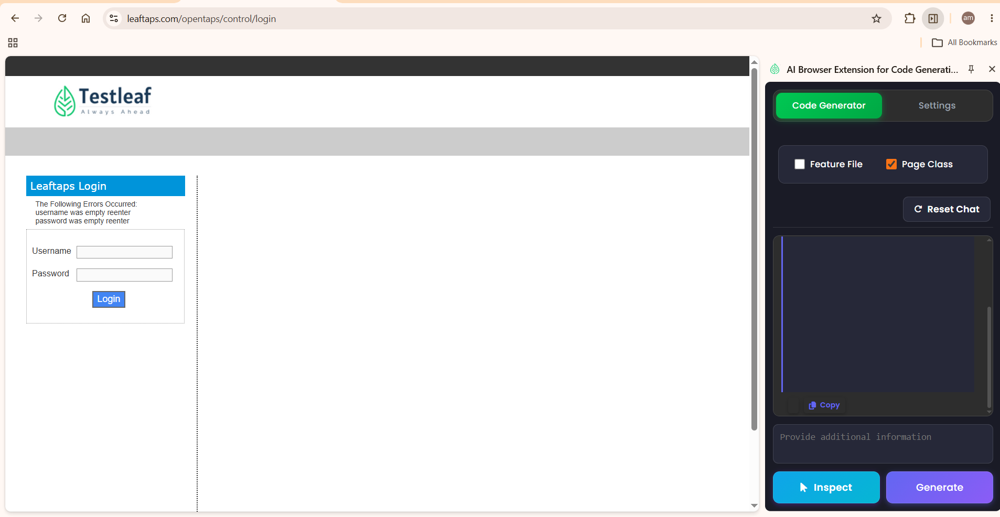 leaftaps.com/opentaps/control/login
am
All Bookmarks
Testleaf
Always Ahead
Leaftaps Login
The Following Errors Occurred:
username was empty reenter
password was empty reenter
Username
Password
Login
AI Browser Extension for Code Generati...
Code Generator
Settings
Feature File
Page Class
Reset Chat
Copy
Provide additional information
Inspect
Generate